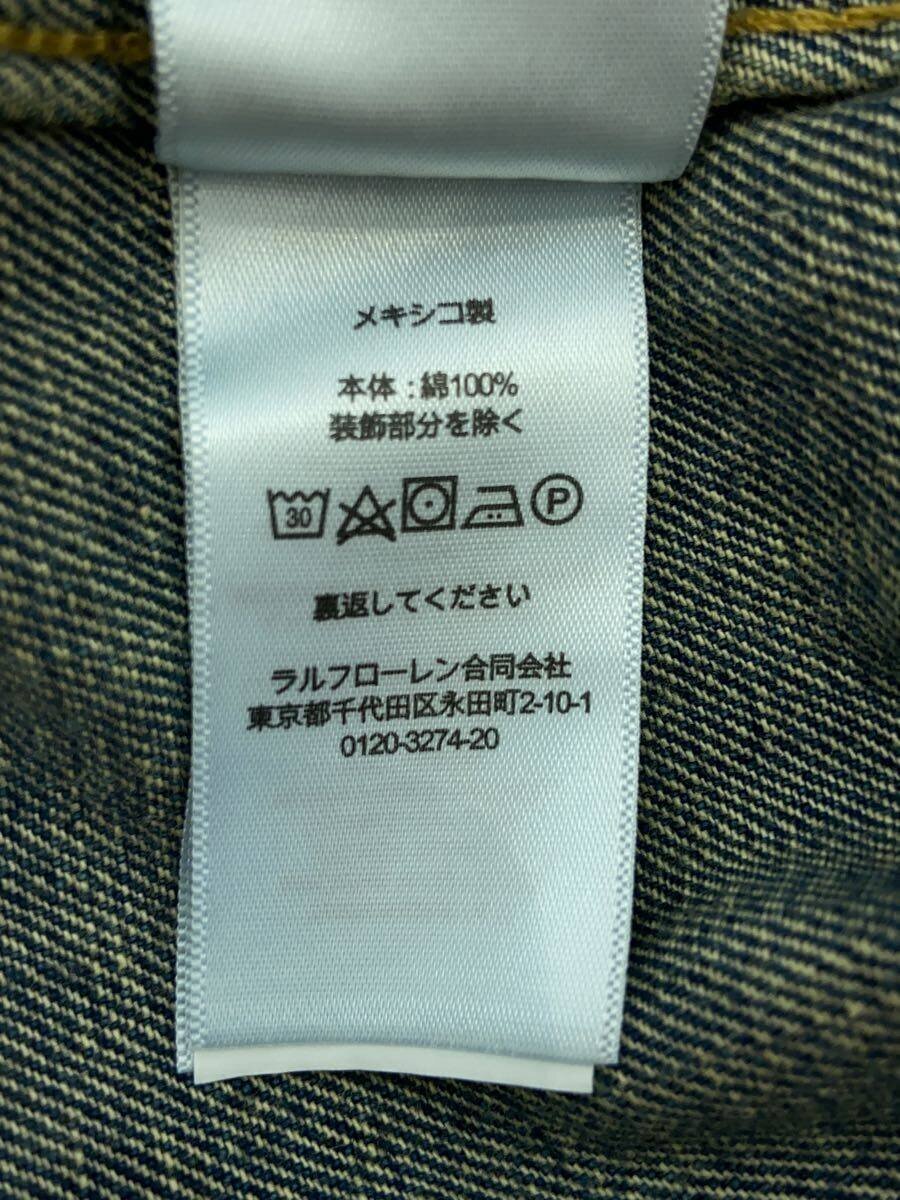 メキシコ製
本体 : 綿100%
装飾部分を除く
30 P
裏返してください
ラルフローレン合同会社
東京都千代田区永田町2-10-1
0120-3274-20